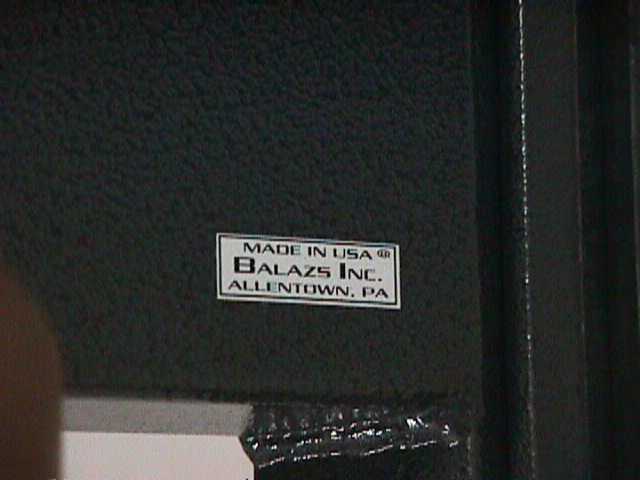 MADE IN USA
BALAZS INC.
ALLENTOWN, PA